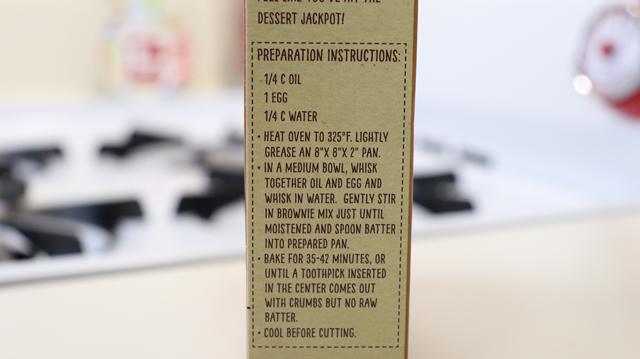 DESSERT JACKPOT!
PREPARATION INSTRUCTIONS:
1/4 C OIL
1 EGG
1/4 C WATER
• HEAT OVEN TO 325°F. LIGHTLY
GREASE AN 8"X 8"X 2" PAN.
• IN A MEDIUM BOWL, WHISK
TOGETHER OIL AND EGG AND
WHISK IN WATER. GENTLY STIR
IN BROWNIE MIX JUST UNTIL
MOISTENED AND SPOON BATTER
INTO PREPARED PAN.
• BAKE FOR 35-42 MINUTES, OR
UNTIL A TOOTHPICK INSERTED
IN THE CENTER COMES OUT
WITH CRUMBS BUT NO RAW
BATTER.
• COOL BEFORE CUTTING.